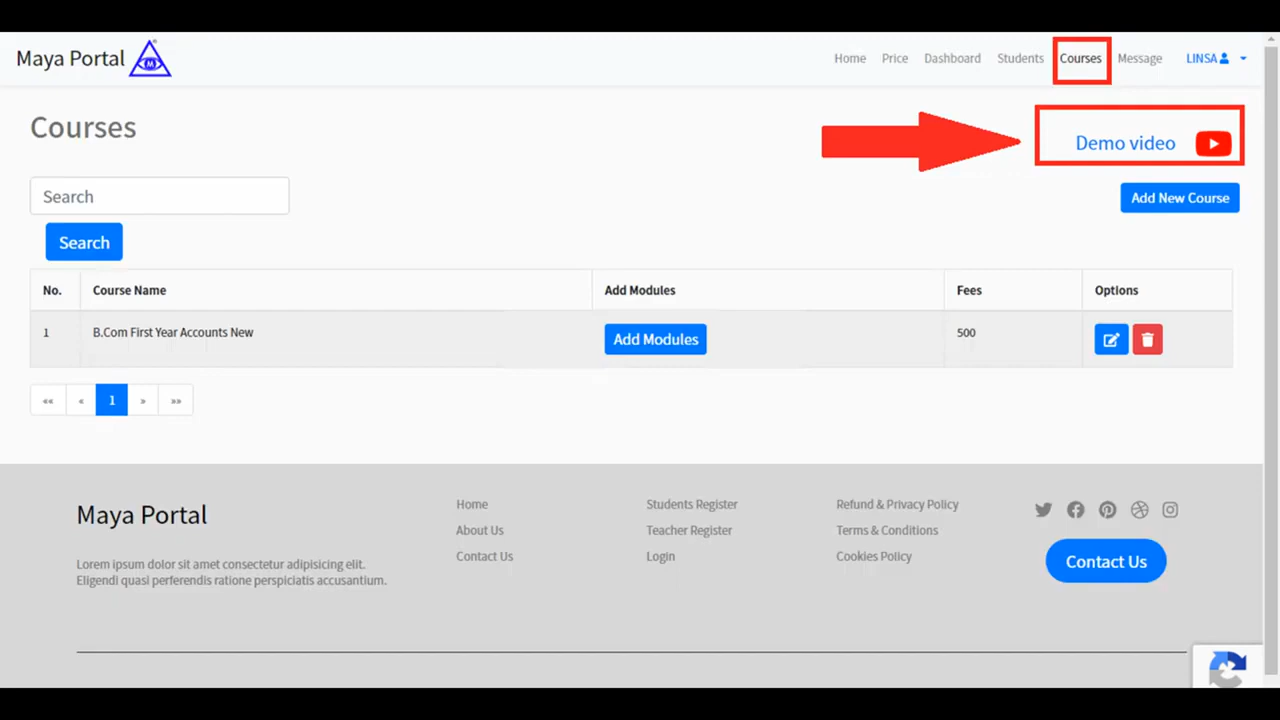 Maya Portal M
Home Price Dashboard Students Courses Message LINSA
Courses
Demo video
Search
Add New Course
Search
No. Course Name Add Modules Fees Options
1 B.Com First Year Accounts New Add Modules 500
«« « 1 » »»
Maya Portal
Lorem ipsum dolor sit amet consectetur adipisicing elit.
Eligendi quasi perferendis ratione perspiciatis accusantium.
Home
About Us
Contact Us
Students Register
Teacher Register
Login
Refund & Privacy Policy
Terms & Conditions
Cookies Policy
Contact Us